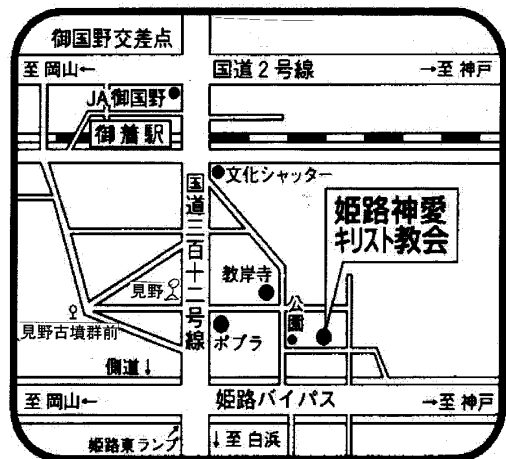 御国野交差点
至岡山←
国道2号線
→至神戸
JA御国野
御着駅
文化シャッター
国道三百十二号線
姫路神愛
キリスト教会
教岸寺
見野
公園
見野古墳群前
ポプラ
側道↓
至岡山←
姫路バイパス
→至神戸
姫路東ランプ
↓至白浜